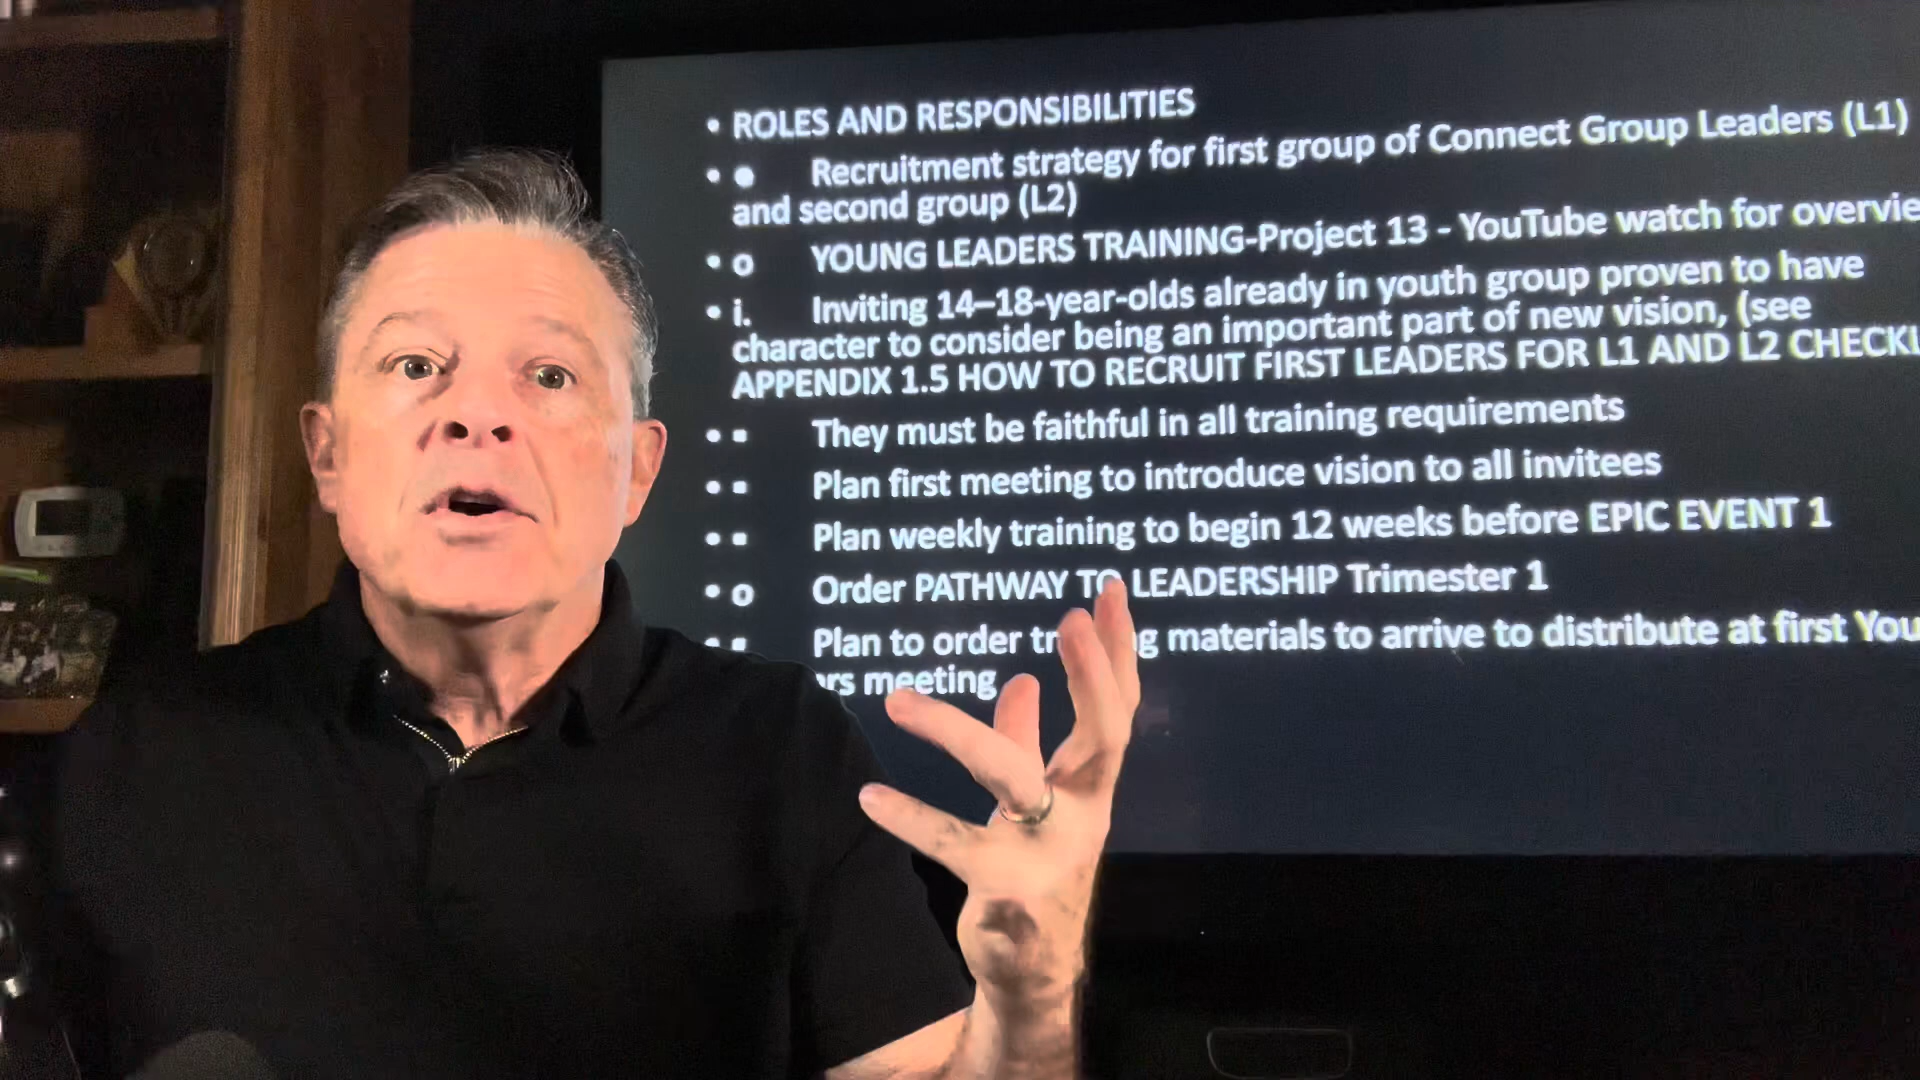 • ROLES AND RESPONSIBILITIES
• ● Recruitment strategy for first group of Connect Group Leaders (L1)
and second group (L2)
• o YOUNG LEADERS TRAINING-Project 13 - YouTube watch for
• i. Inviting 14–18-year-olds already in youth group proven to have
character to consider being an important part of new vision, (see
APPENDIX 1.5 HOW TO RECRUIT FIRST LEADERS FOR L1 AND L2
• ▪ They must be faithful in all training requirements
• ▪ Plan first meeting to introduce vision to all invitees
• ▪ Plan weekly training to begin 12 weeks before EPIC EVENT 1
• o Order PATHWAY TO LEADERSHIP Trimester 1
• ▪ Plan to order materials to arrive to distribute at first
meeting